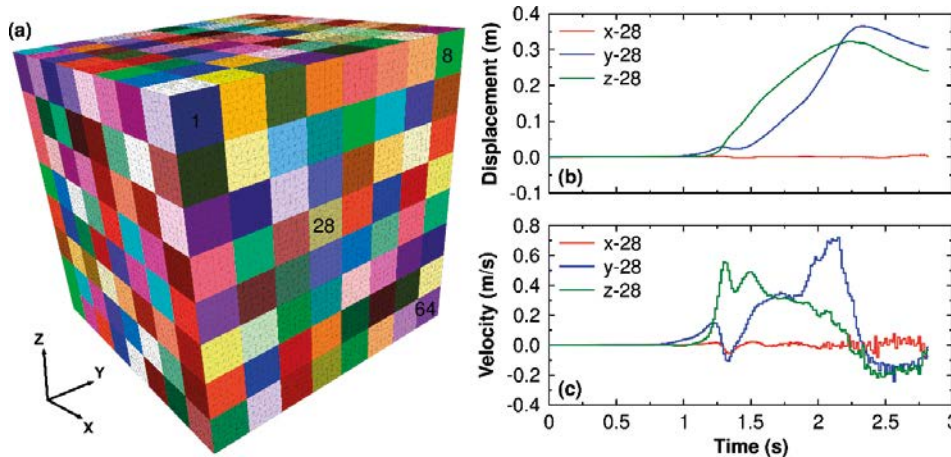 (a)
1
8
28
64
Z
Y
X
Displacement (m)
0.4
0.3
0.2
0.1
0.0
-0.1
x-28
y-28
z-28
(b)
Velocity (m/s)
0.8
0.6
0.4
0.2
0.0
-0.2
-0.4
x-28
y-28
z-28
(c)
0 0.5 1 1.5 2 2.5 3
Time (s)